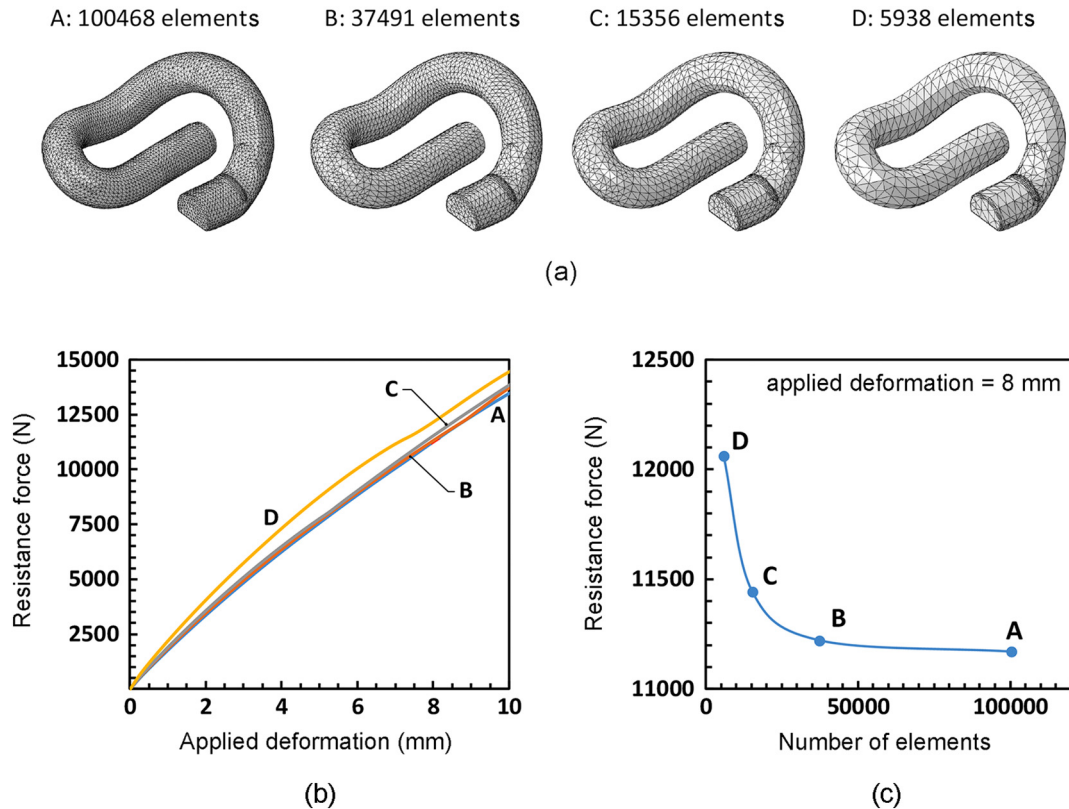 A: 100468 elements
B: 37491 elements
C: 15356 elements
D: 5938 elements
(a)
15000
12500
10000
7500
5000
2500
0
2
4
6
8
10
Resistance force (N)
Applied deformation (mm)
C
A
B
D
(b)
12500
12000
11500
11000
0
50000
100000
Resistance force (N)
Number of elements
applied deformation = 8 mm
D
C
B
A
(c)